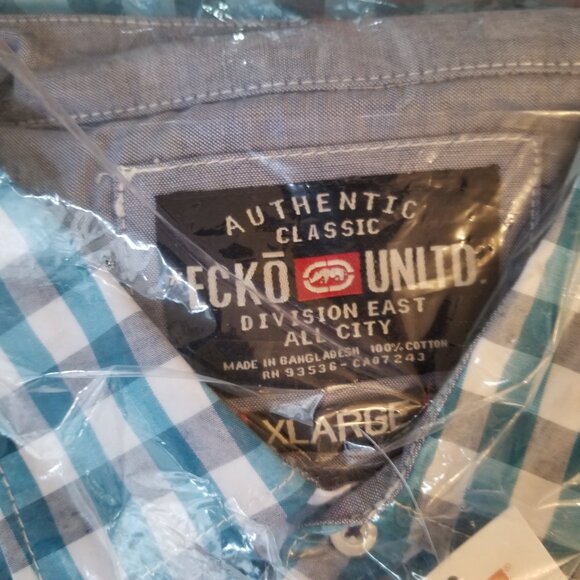 AUTHENTIC
CLASSIC
ECKŌ UNLTD.
DIVISION EAST
ALL CITY
MADE IN BANGLADESH 100% COTTON
RN 93536-CA07243
XLARGE